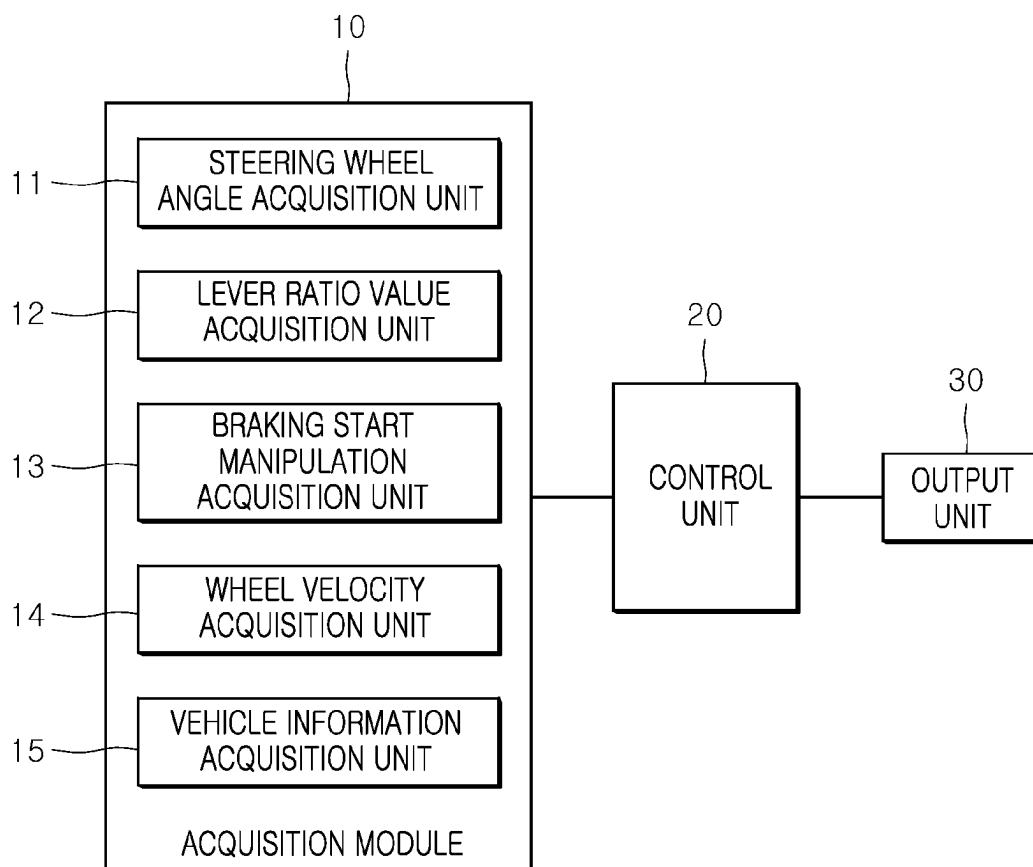 10
11
STEERING WHEEL
ANGLE ACQUISITION UNIT
12
LEVER RATIO VALUE
ACQUISITION UNIT
13
BRAKING START
MANIPULATION
ACQUISITION UNIT
14
WHEEL VELOCITY
ACQUISITION UNIT
15
VEHICLE INFORMATION
ACQUISITION UNIT
ACQUISITION MODULE
20
CONTROL
UNIT
30
OUTPUT
UNIT